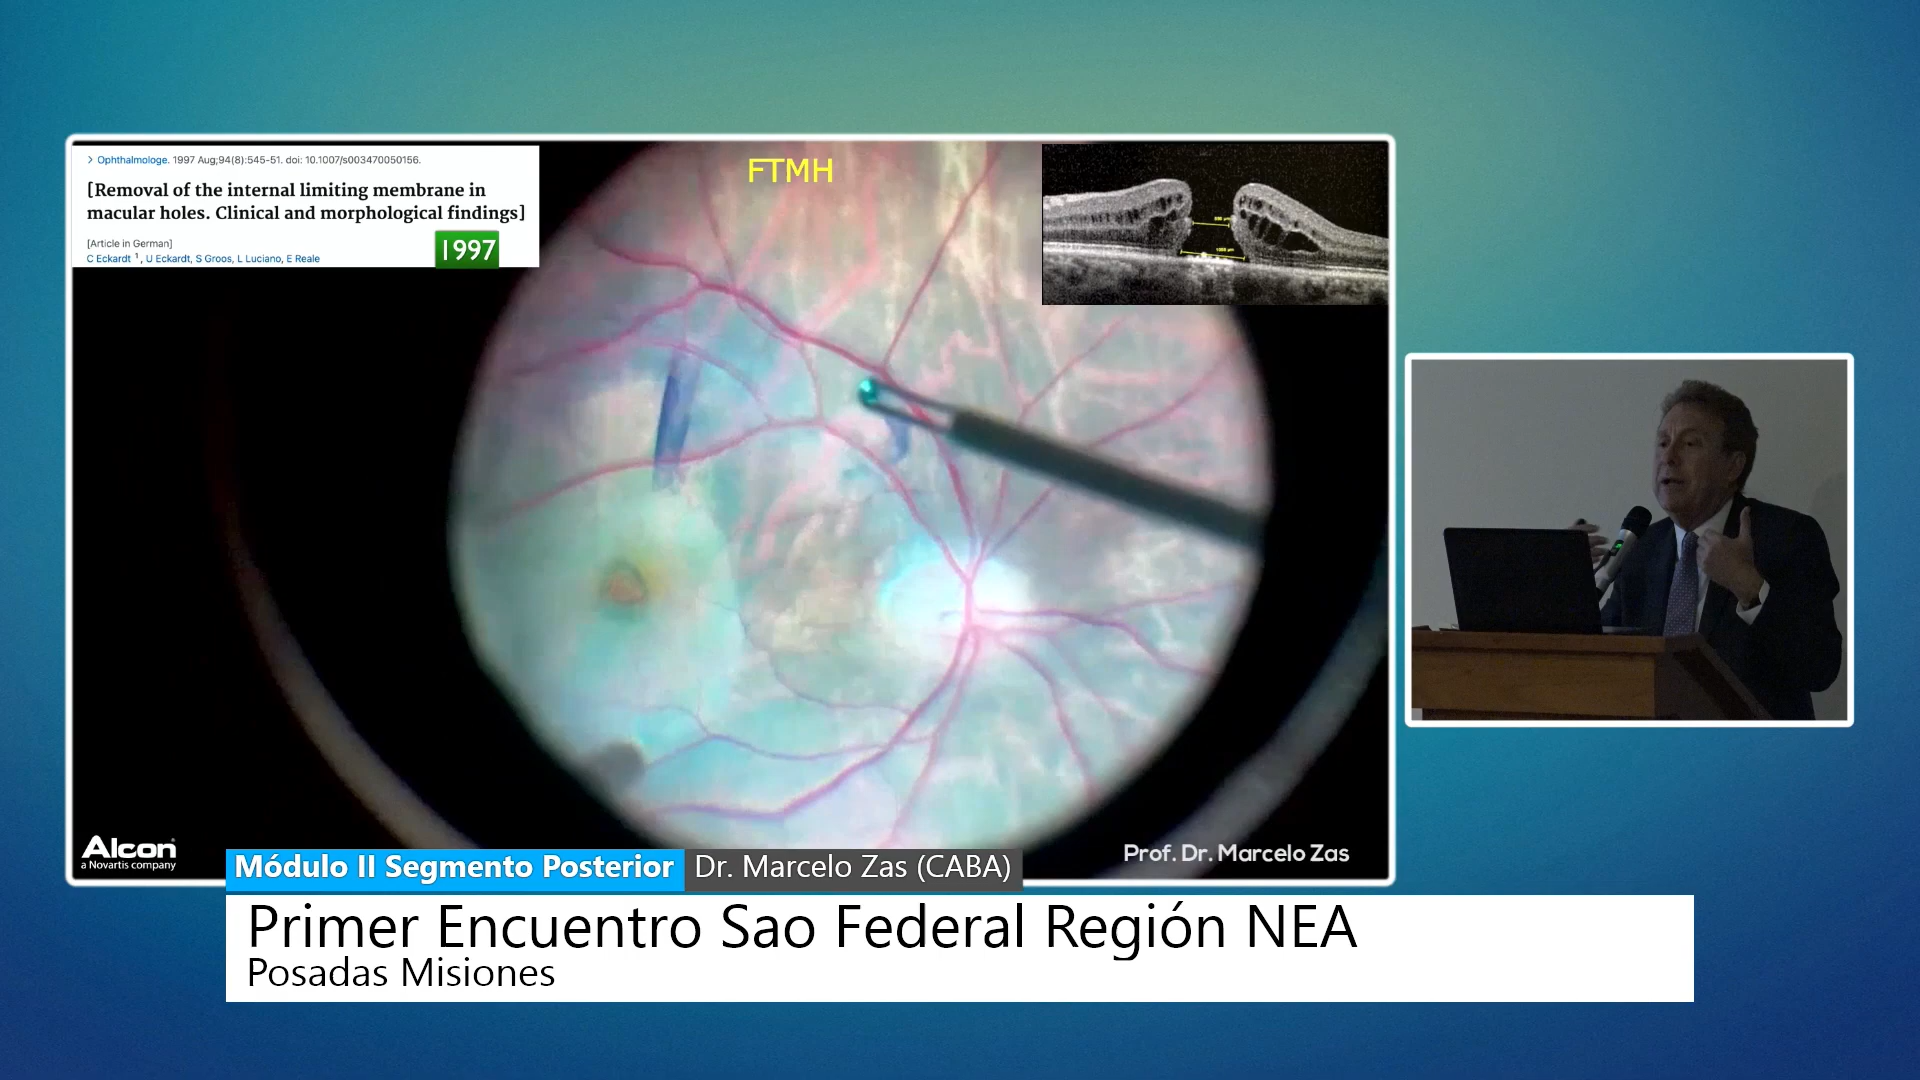 > Ophthalmologe. 1997 Aug;94(8):545-51. doi: 10.1007/s003470050156.
[Removal of the internal limiting membrane in
macular holes. Clinical and morphological findings]
[Article in German]
C Eckardt 1, U Eckardt, S Groos, L Luciano, E Reale
1997
FTMH
Alcon
a Novartis company
Prof. Dr. Marcelo Zas
Módulo II Segmento Posterior
Dr. Marcelo Zas (CABA)
Primer Encuentro Sao Federal Región NEA
Posadas Misiones